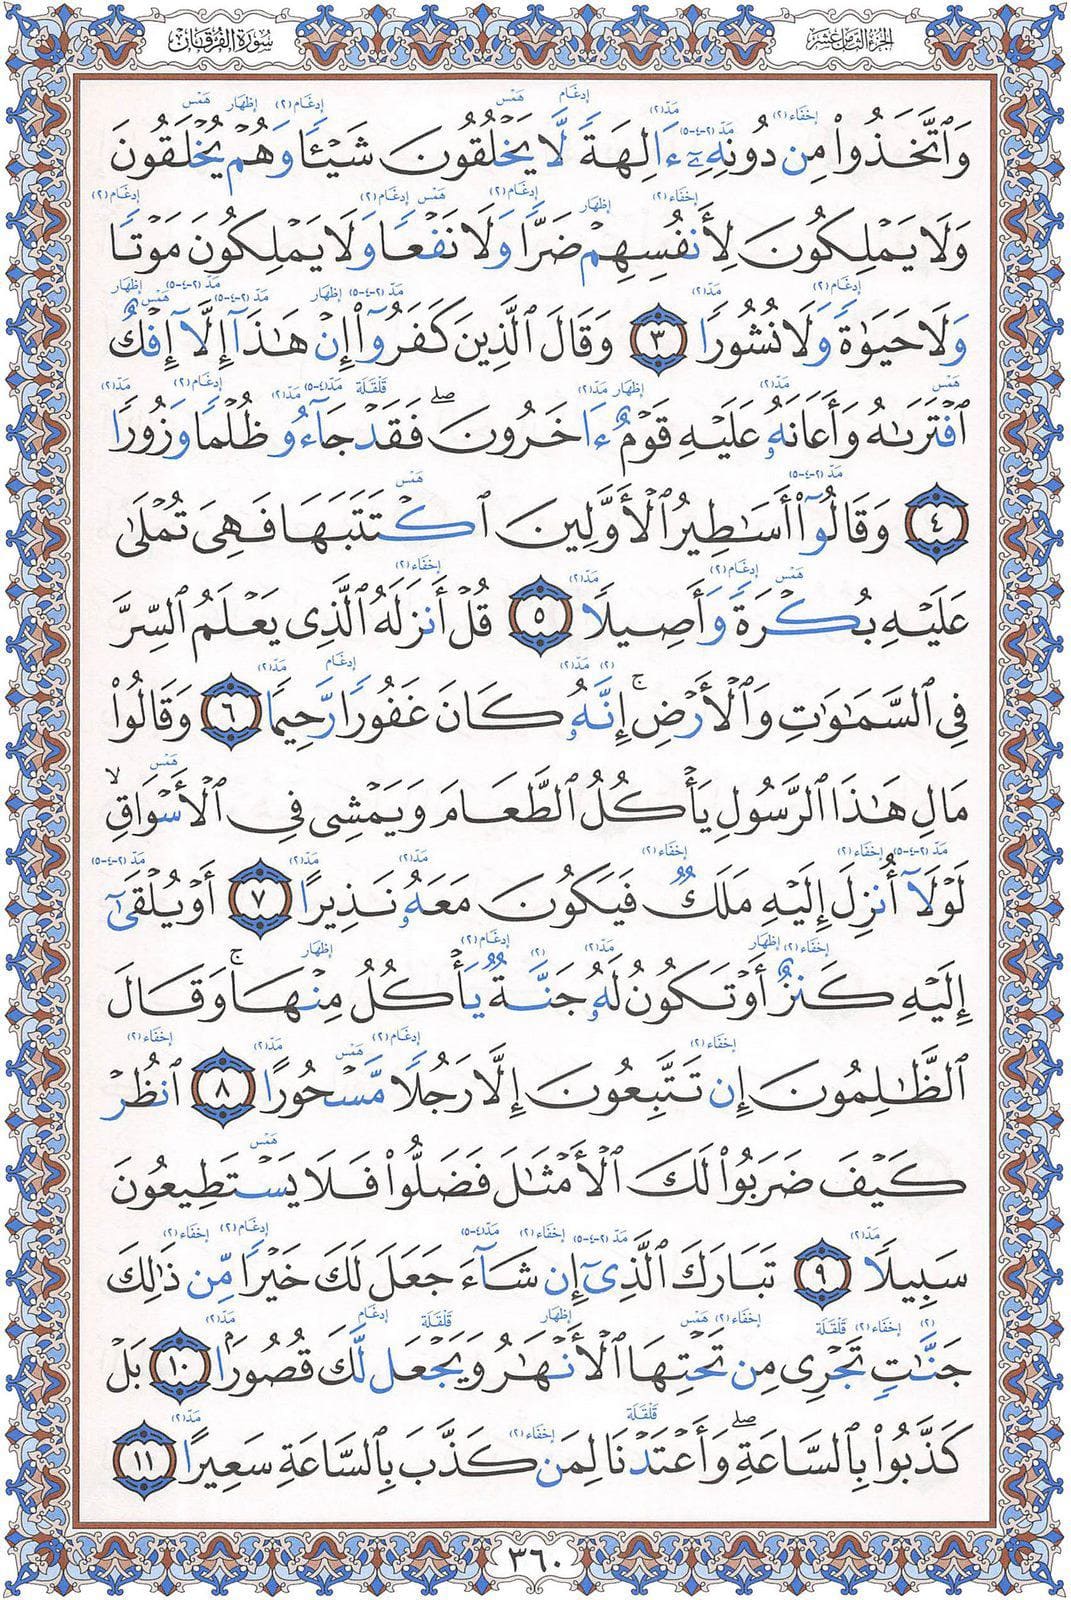 الجزء الثامن عشر
سورة الفرقان
وَٱتَّخَذُوا۟ مِن دُونِهِۦٓ ءَالِهَةً لَّا يَخْلُقُونَ شَيْـًٔا وَهُمْ يُخْلَقُونَ
وَلَا يَمْلِكُونَ لِأَنفُسِهِمْ ضَرًّا وَلَا نَفْعًا وَلَا يَمْلِكُونَ مَوْتًا
وَلَا حَيَوٰةً وَلَا نُشُورًا ٣ وَقَالَ ٱلَّذِينَ كَفَرُوٓا۟ إِنْ هَـٰذَآ إِلَّآ إِفْكٌ
ٱفْتَرَىٰهُ وَأَعَانَهُۥ عَلَيْهِ قَوْمٌ ءَاخَرُونَ ۖ فَقَدْ جَآءُو ظُلْمًا وَزُورًا
٤ وَقَالُوٓا۟ أَسَـٰطِيرُ ٱلْأَوَّلِينَ ٱكْتَتَبَهَا فَهِىَ تُمْلَىٰ
عَلَيْهِ بُكْرَةً وَأَصِيلًا ٥ قُلْ أَنزَلَهُ ٱلَّذِى يَعْلَمُ ٱلسِّرَّ
فِى ٱلسَّمَـٰوَٰتِ وَٱلْأَرْضِ ۚ إِنَّهُۥ كَانَ غَفُورًا رَّحِيمًا ٦ وَقَالُوا۟
مَالِ هَـٰذَا ٱلرَّسُولِ يَأْكُلُ ٱلطَّعَامَ وَيَمْشِى فِى ٱلْأَسْوَاقِ ۙ
لَوْلَآ أُنزِلَ إِلَيْهِ مَلَكٌ فَيَكُونَ مَعَهُۥ نَذِيرًا ٧ أَوْ يُلْقَىٰٓ
إِلَيْهِ كَنزٌ أَوْ تَكُونُ لَهُۥ جَنَّةٌ يَأْكُلُ مِنْهَا ۚ وَقَالَ
ٱلظَّـٰلِمُونَ إِن تَتَّبِعُونَ إِلَّا رَجُلًا مَّسْحُورًا ٨ ٱنظُرْ
كَيْفَ ضَرَبُوا۟ لَكَ ٱلْأَمْثَـٰلَ فَضَلُّوا۟ فَلَا يَسْتَطِيعُونَ
سَبِيلًا ٩ تَبَارَكَ ٱلَّذِىٓ إِن شَآءَ جَعَلَ لَكَ خَيْرًا مِّن ذَٰلِكَ
جَنَّـٰتٍ تَجْرِى مِن تَحْتِهَا ٱلْأَنْهَـٰرُ وَيَجْعَل لَّكَ قُصُورًۢا ١٠ بَلْ
كَذَّبُوا۟ بِٱلسَّاعَةِ ۖ وَأَعْتَدْنَا لِمَن كَذَّبَ بِٱلسَّاعَةِ سَعِيرًا ١١
٣٦٠